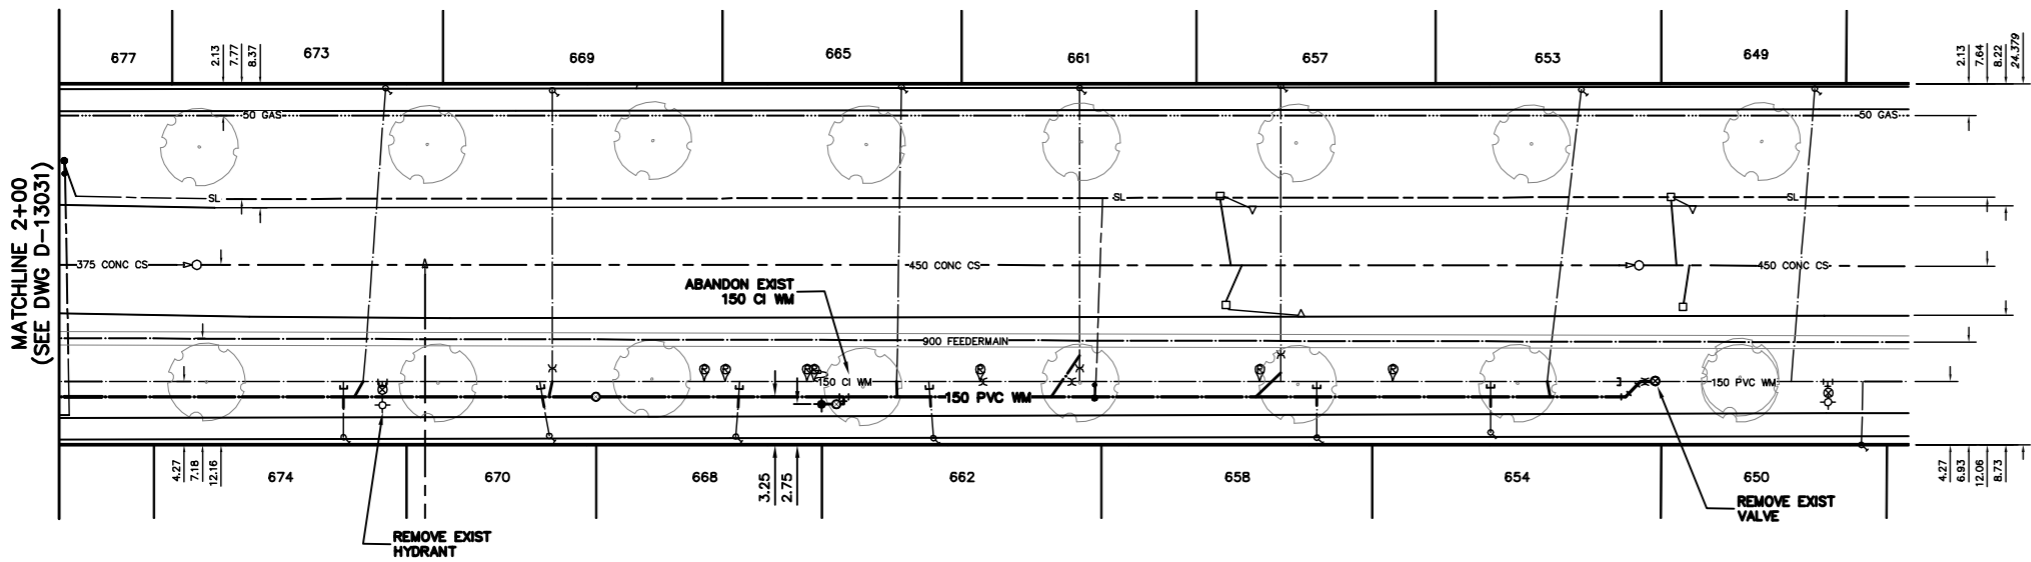 677
673
669
665
661
657
653
649
2.13
7.77
8.37
2.13
7.64
8.22
24.379
50 GAS
50 GAS
MATCHLINE 2+00
(SEE DWG D-13031)
SL
SL
SL
375 CONC CS
450 CONC CS
450 CONC CS
ABANDON EXIST
150 CI WM
900 FEEDERMAIN
150 CI WM
150 PVC WM
150 PVC WM
4.27
7.18
12.16
674
670
668
3.25
2.75
662
658
654
650
4.27
6.93
12.06
8.73
REMOVE EXIST
HYDRANT
REMOVE EXIST
VALVE